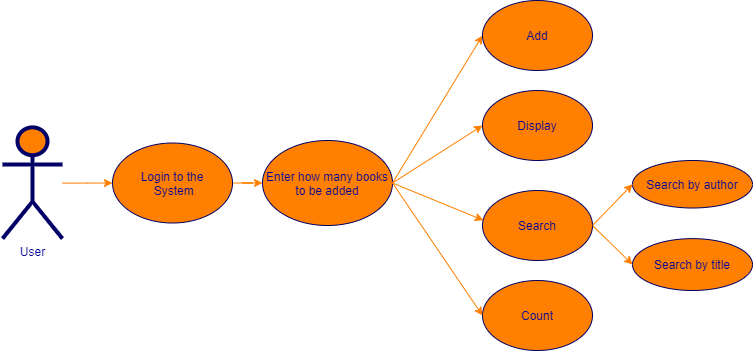 User
Login to the
System
Enter how many books
to be added
Add
Display
Search
Count
Search by author
Search by title